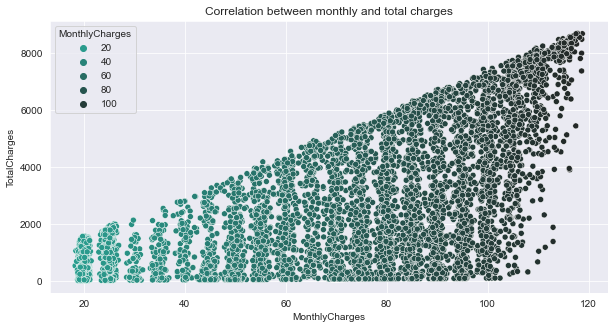 Correlation between monthly and total charges
MonthlyCharges
20
40
60
80
100
TotalCharges
8000
6000
4000
2000
0
20 40 60 80 100 120
MonthlyCharges